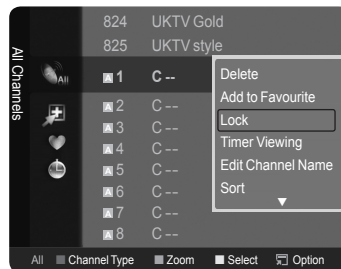 All Channels
824 UKTV Gold
825 UKTV style
All
A 1 C --
A 2 C --
A 3 C --
A 4 C --
A 5 C --
A 6 C --
A 7 C --
A 8 C --
Delete
Add to Favourite
Lock
Timer Viewing
Edit Channel Name
Sort
All Channel Type Zoom Select Option